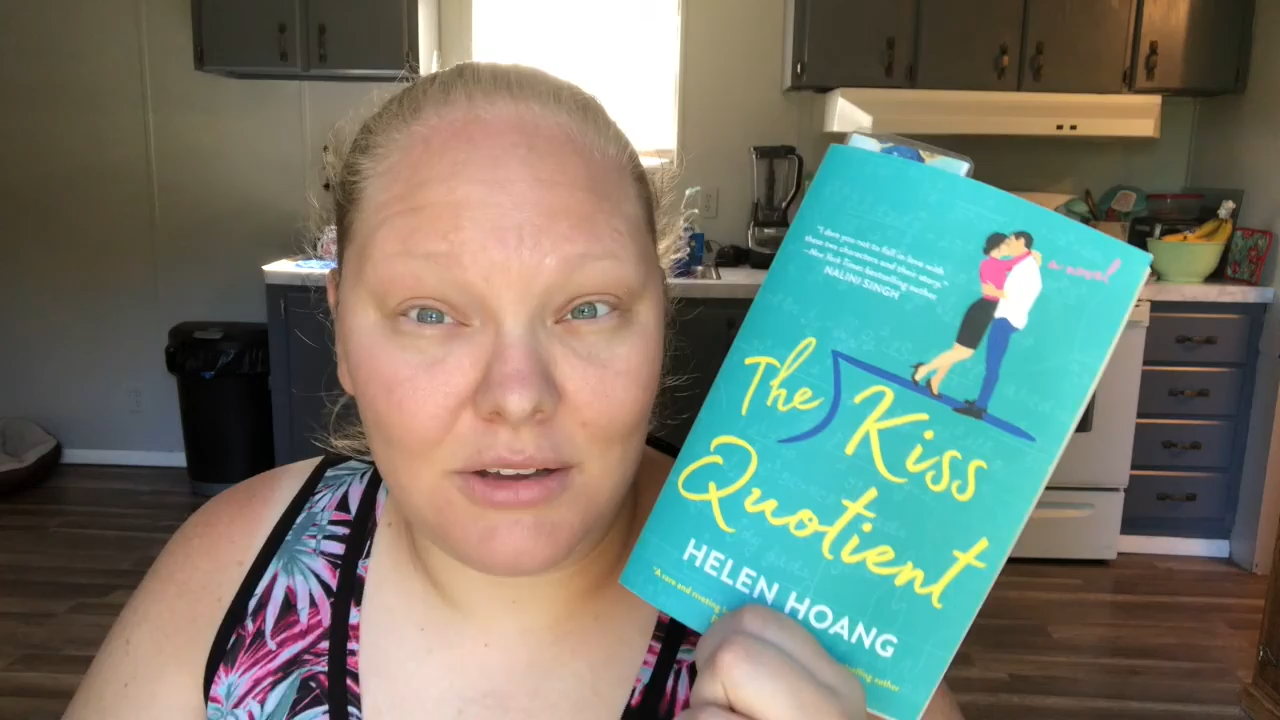 "I dare you not to fall in love with
these two characters and their story."
—New York Times bestselling author
NALINI SINGH
a novel
The Kiss
Quotient
HELEN HOANG
"A rare and riveting
selling author